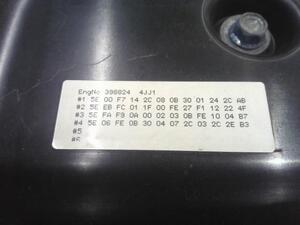 EngNo 398824 4JJ1
#1 5E 00 F7 14 2C 08 0B 30 01 24 2C AB
#2 5E EB FC 01 1F 00 FE 27 F1 12 22 4F
#3 5E FA F9 0A 00 02 03 0B FE 10 04 B7
#4 5E 06 FE 0B 30 04 07 2C 03 2C 2E B3
#5
#6